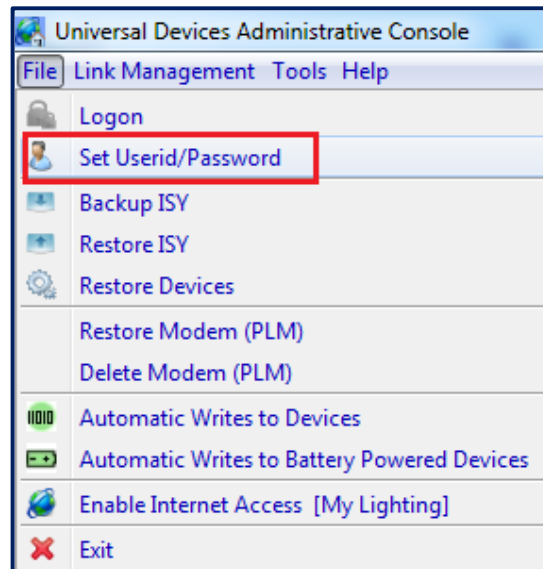 Universal Devices Administrative Console
File Link Management Tools Help
Logon
Set Userid/Password
Backup ISY
Restore ISY
Restore Devices
Restore Modem (PLM)
Delete Modem (PLM)
Automatic Writes to Devices
Automatic Writes to Battery Powered Devices
Enable Internet Access [My Lighting]
Exit